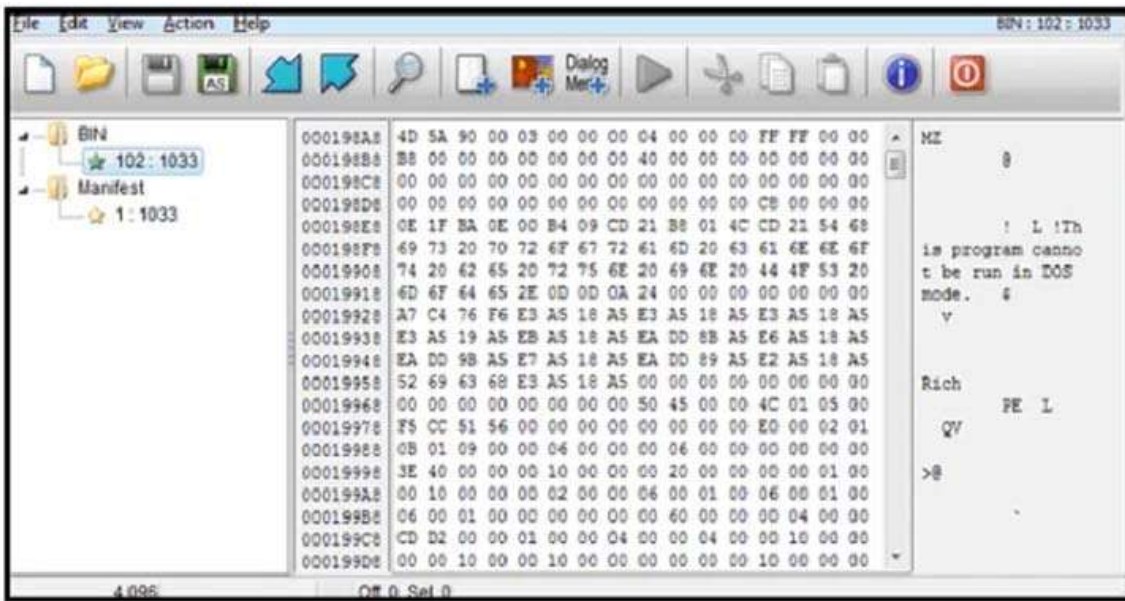 File Edit View Action Help
BIN : 102 : 1033
AS
Dialog
Mer
BIN
102 : 1033
Manifest
1 : 1033
000198A8 4D 5A 90 00 03 00 00 00 04 00 00 00 FF FF 00 00 MZ
000198B8 B8 00 00 00 00 00 00 00 40 00 00 00 00 00 00 00 @
000198C8 00 00 00 00 00 00 00 00 00 00 00 00 00 00 00 00
000198D8 00 00 00 00 00 00 00 00 00 00 00 00 C8 00 00 00
000198E8 0E 1F BA 0E 00 B4 09 CD 21 B8 01 4C CD 21 54 68 ! L !Th
000198F8 69 73 20 70 72 6F 67 72 61 6D 20 63 61 6E 6E 6F is program canno
00019908 74 20 62 65 20 72 75 6E 20 69 6E 20 44 4F 53 20 t be run in DOS
00019918 6D 6F 64 65 2E 0D 0D 0A 24 00 00 00 00 00 00 00 mode. $
00019928 A7 C4 76 F6 E3 A5 18 A5 E3 A5 18 A5 E3 A5 18 A5 v
00019938 E3 A5 19 A5 EB A5 18 A5 EA DD 8B A5 E6 A5 18 A5
00019948 EA DD 9B A5 E7 A5 18 A5 EA DD 89 A5 E2 A5 18 A5
00019958 52 69 63 68 E3 A5 18 A5 00 00 00 00 00 00 00 00 Rich
00019968 00 00 00 00 00 00 00 00 50 45 00 00 4C 01 05 00 PE L
00019978 F5 CC 51 56 00 00 00 00 00 00 00 00 E0 00 02 01 QV
00019988 0B 01 09 00 00 06 00 00 00 06 00 00 00 00 00 00
00019998 3E 40 00 00 00 10 00 00 00 20 00 00 00 00 01 00 >@
000199A8 00 10 00 00 00 02 00 00 06 00 01 00 06 00 01 00
000199B8 06 00 01 00 00 00 00 00 00 60 00 00 00 04 00 00 `
000199C8 CD D2 00 00 01 00 00 04 00 00 04 00 00 10 00 00
000199D8 00 00 10 00 00 10 00 00 00 00 00 00 10 00 00 00
4,096 Off: 0; Sel: 0